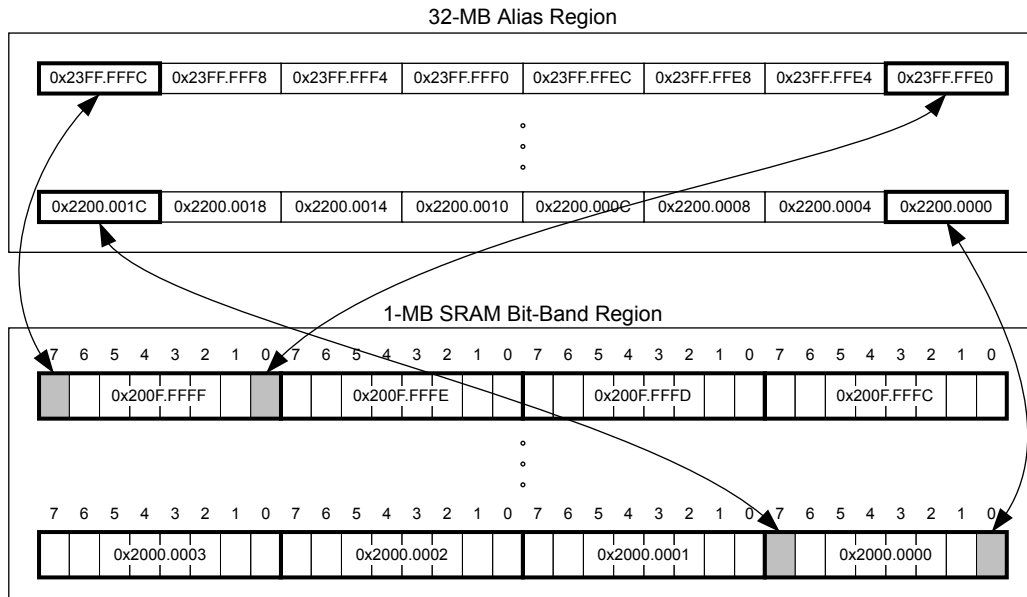 32-MB Alias Region
0x23FF.FFFC 0x23FF.FFF8 0x23FF.FFF4 0x23FF.FFF0 0x23FF.FFEC 0x23FF.FFE8 0x23FF.FFE4 0x23FF.FFE0
0x2200.001C 0x2200.0018 0x2200.0014 0x2200.0010 0x2200.000C 0x2200.0008 0x2200.0004 0x2200.0000
1-MB SRAM Bit-Band Region
7 6 5 4 3 2 1 0 7 6 5 4 3 2 1 0 7 6 5 4 3 2 1 0 7 6 5 4 3 2 1 0
0x200F.FFFF 0x200F.FFFE 0x200F.FFFD 0x200F.FFFC
7 6 5 4 3 2 1 0 7 6 5 4 3 2 1 0 7 6 5 4 3 2 1 0 7 6 5 4 3 2 1 0
0x2000.0003 0x2000.0002 0x2000.0001 0x2000.0000